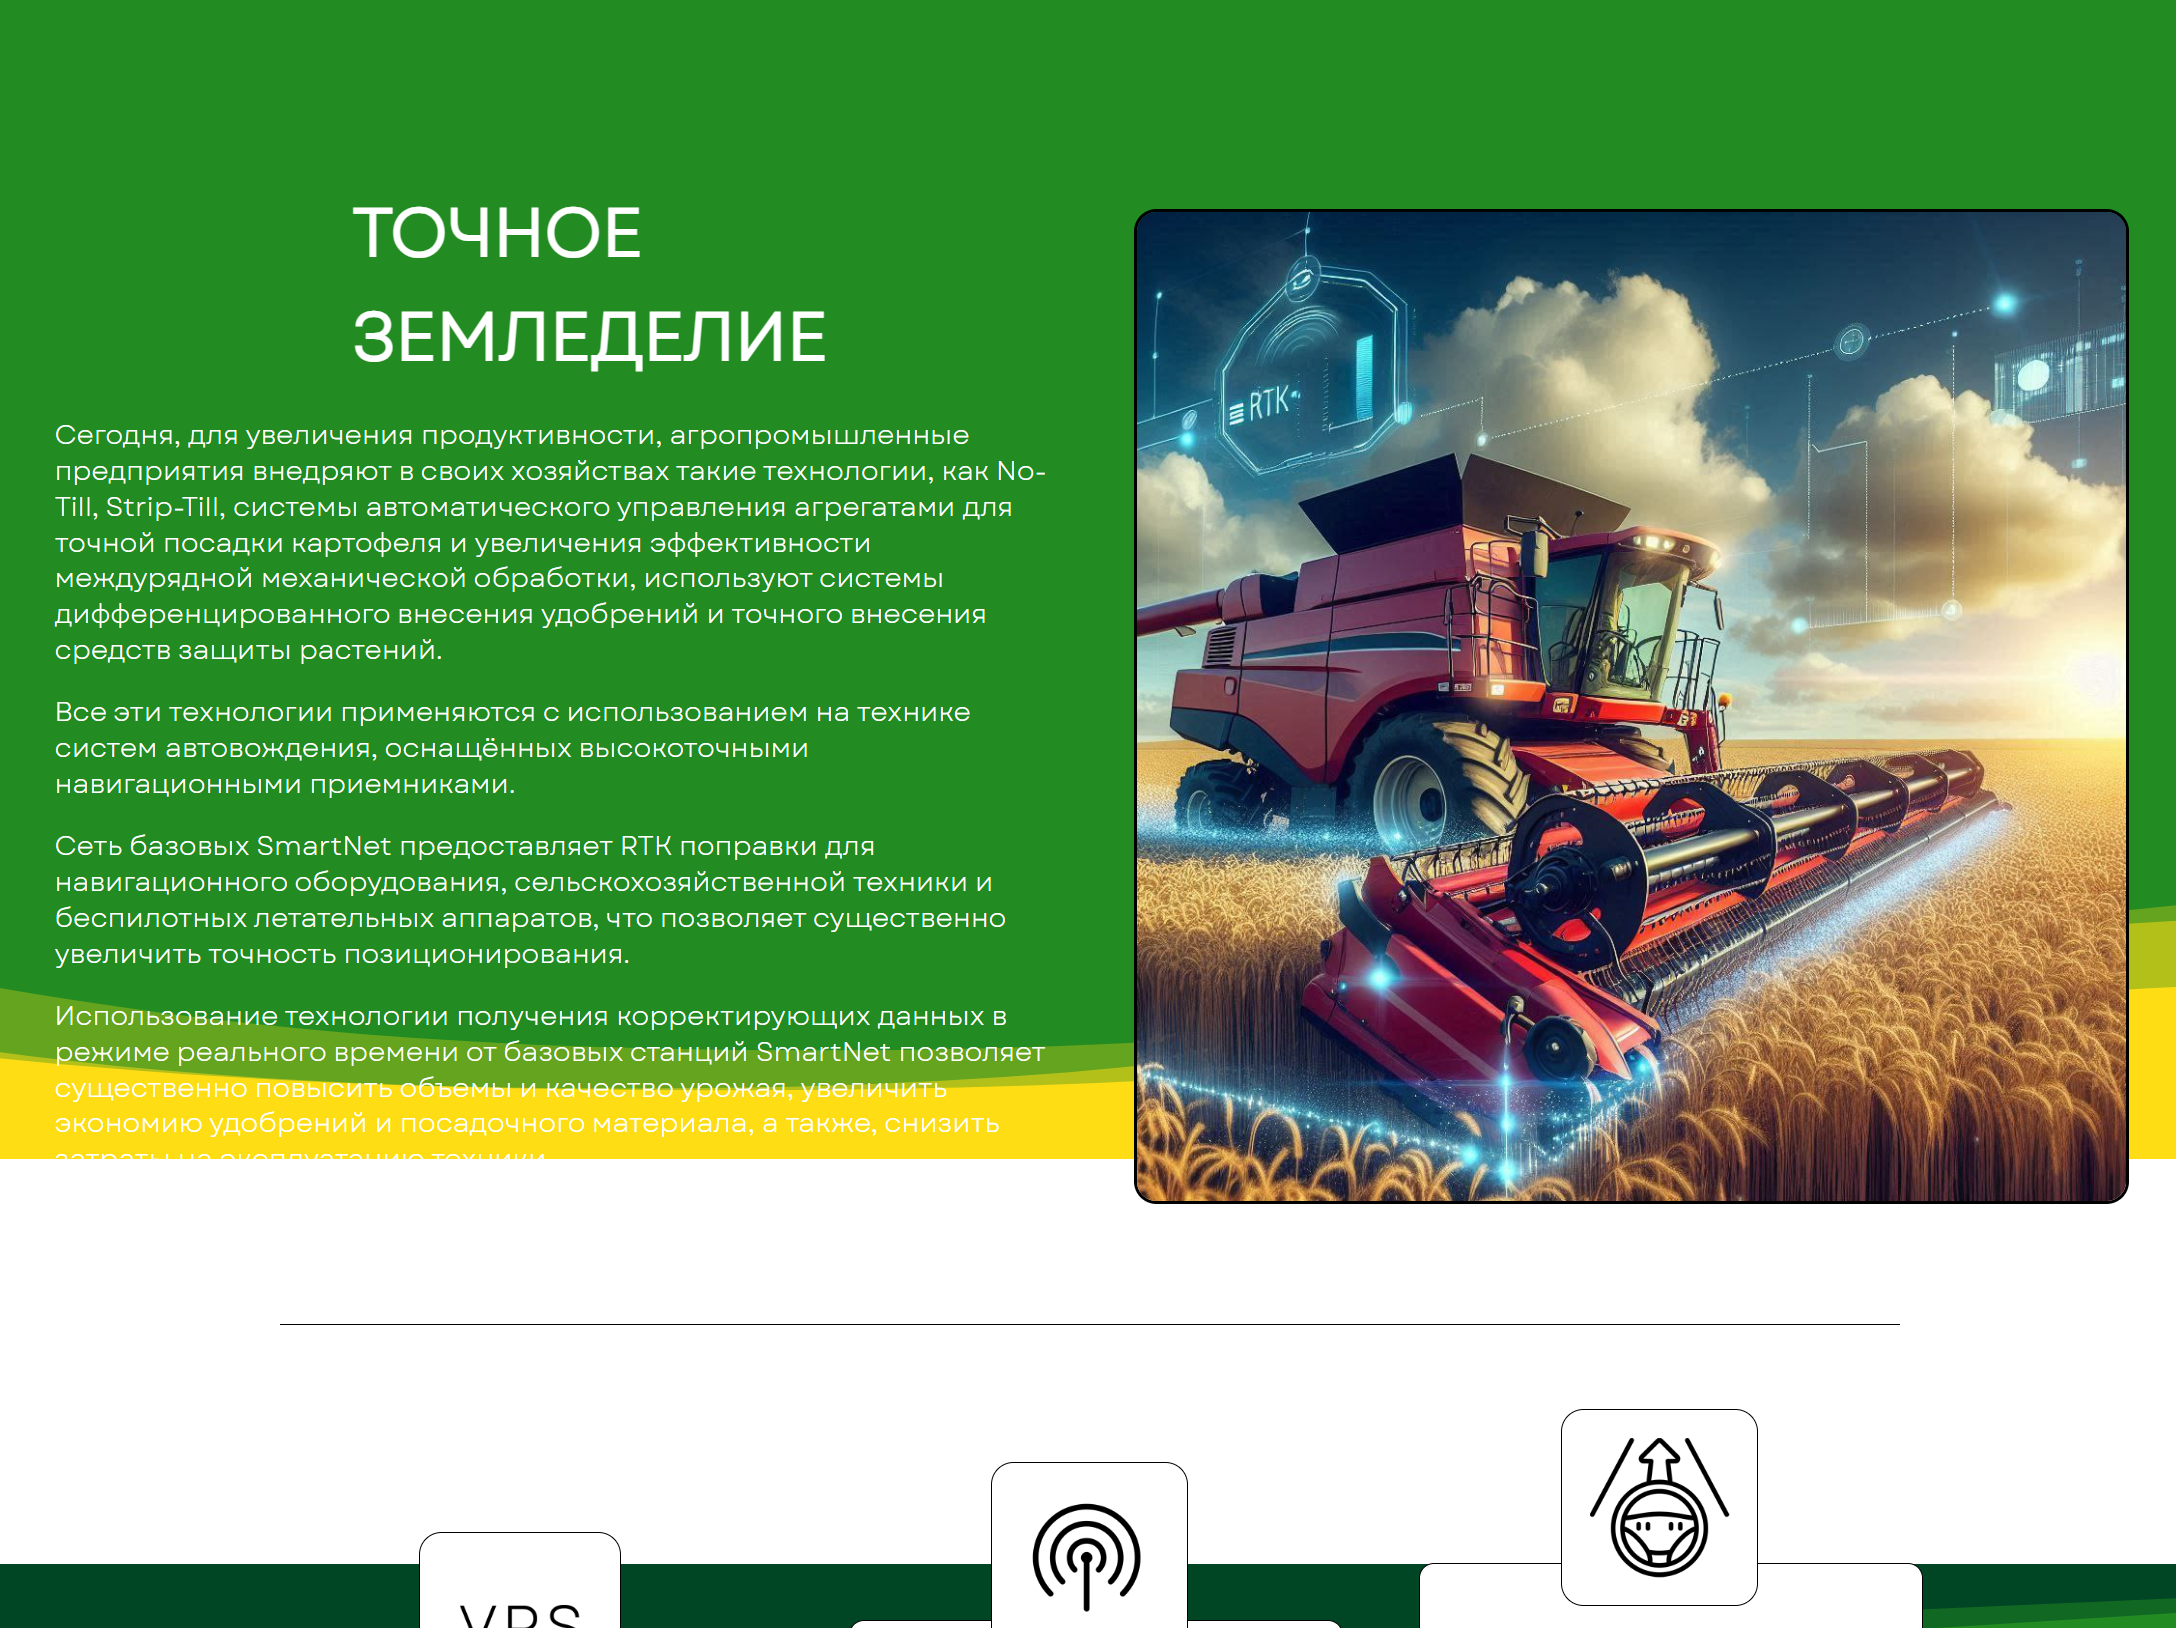 ТОЧНОЕ
ЗЕМЛЕДЕЛИЕ
Сегодня, для увеличения продуктивности, агропромышленные
предприятия внедряют в своих хозяйствах такие технологии, как No-
Till, Strip-Till, системы автоматического управления агрегатами для
точной посадки картофеля и увеличения эффективности
междурядной механической обработки, используют системы
дифференцированного внесения удобрений и точного внесения
средств защиты растений.
Все эти технологии применяются с использованием на технике
систем автовождения, оснащённых высокоточными
навигационными приемниками.
Сеть базовых SmartNet предоставляет RTK поправки для
навигационного оборудования, сельскохозяйственной техники и
беспилотных летательных аппаратов, что позволяет существенно
увеличить точность позиционирования.
Использование технологии получения корректирующих данных в
режиме реального времени от базовых станций SmartNet позволяет
существенно повысить объемы и качество урожая, увеличить
экономию удобрений и посадочного материала, а также, снизить
затраты на эксплуатацию техники.
RTK
VRS